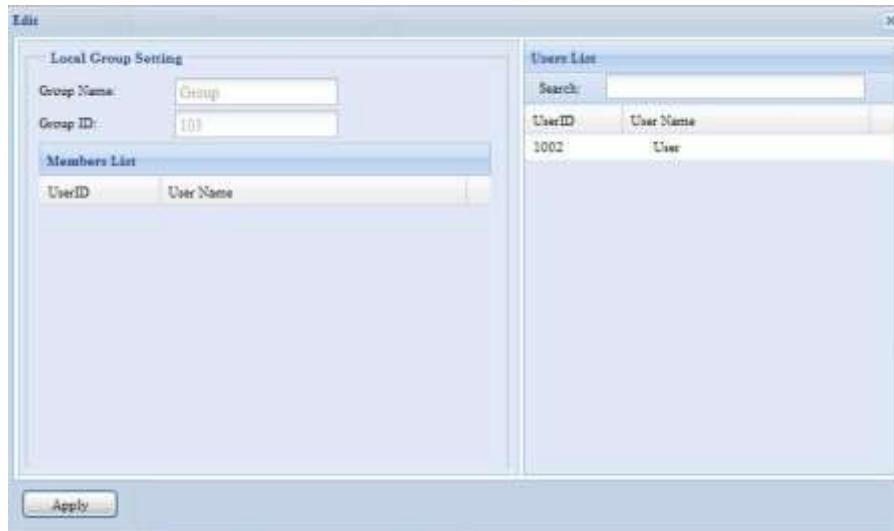 Edit
Local Group Setting
Group Name: Group
Group ID: 103
Members List
UserID User Name
Users List
Search:
UserID User Name
1002 User
Apply